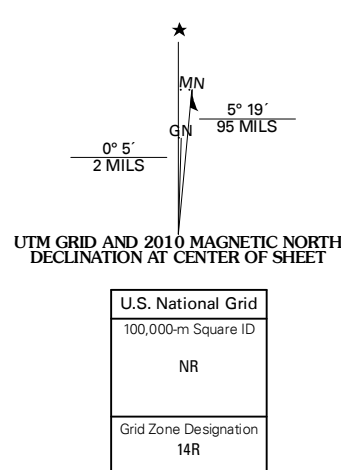 ★
MN
5° 19´
95 MILS
GN
0° 5´
2 MILS
UTM GRID AND 2010 MAGNETIC NORTH
DECLINATION AT CENTER OF SHEET
U.S. National Grid
100,000-m Square ID
NR
Grid Zone Designation
14R